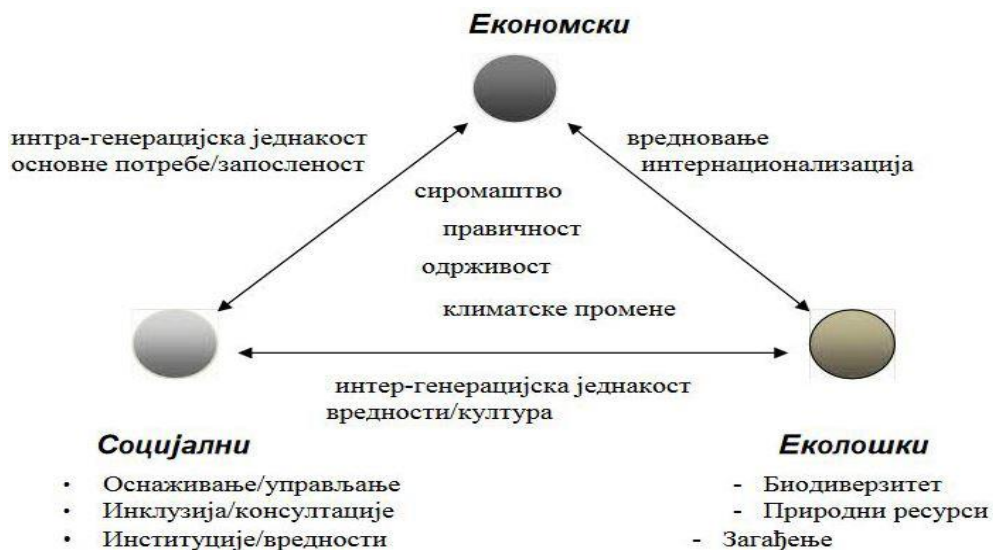 Економски
интра-генерацијска једнакост
основне потребе/запосленост
вредновање
интернационализација
сиромаштво
правичност
одрживост
климатске промене
интер-генерацијска једнакост
вредности/култура
Социјални
• Оснаживање/управљање
• Инклузија/консултације
• Институције/вредности
Еколошки
- Биодиверзитет
- Природни ресурси
- Загађење